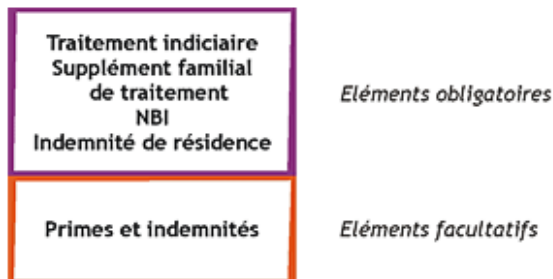 Traitement indiciaire
Supplément familial
de traitement
NBI
Indemnité de résidence
Eléments obligatoires
Primes et indemnités
Eléments facultatifs